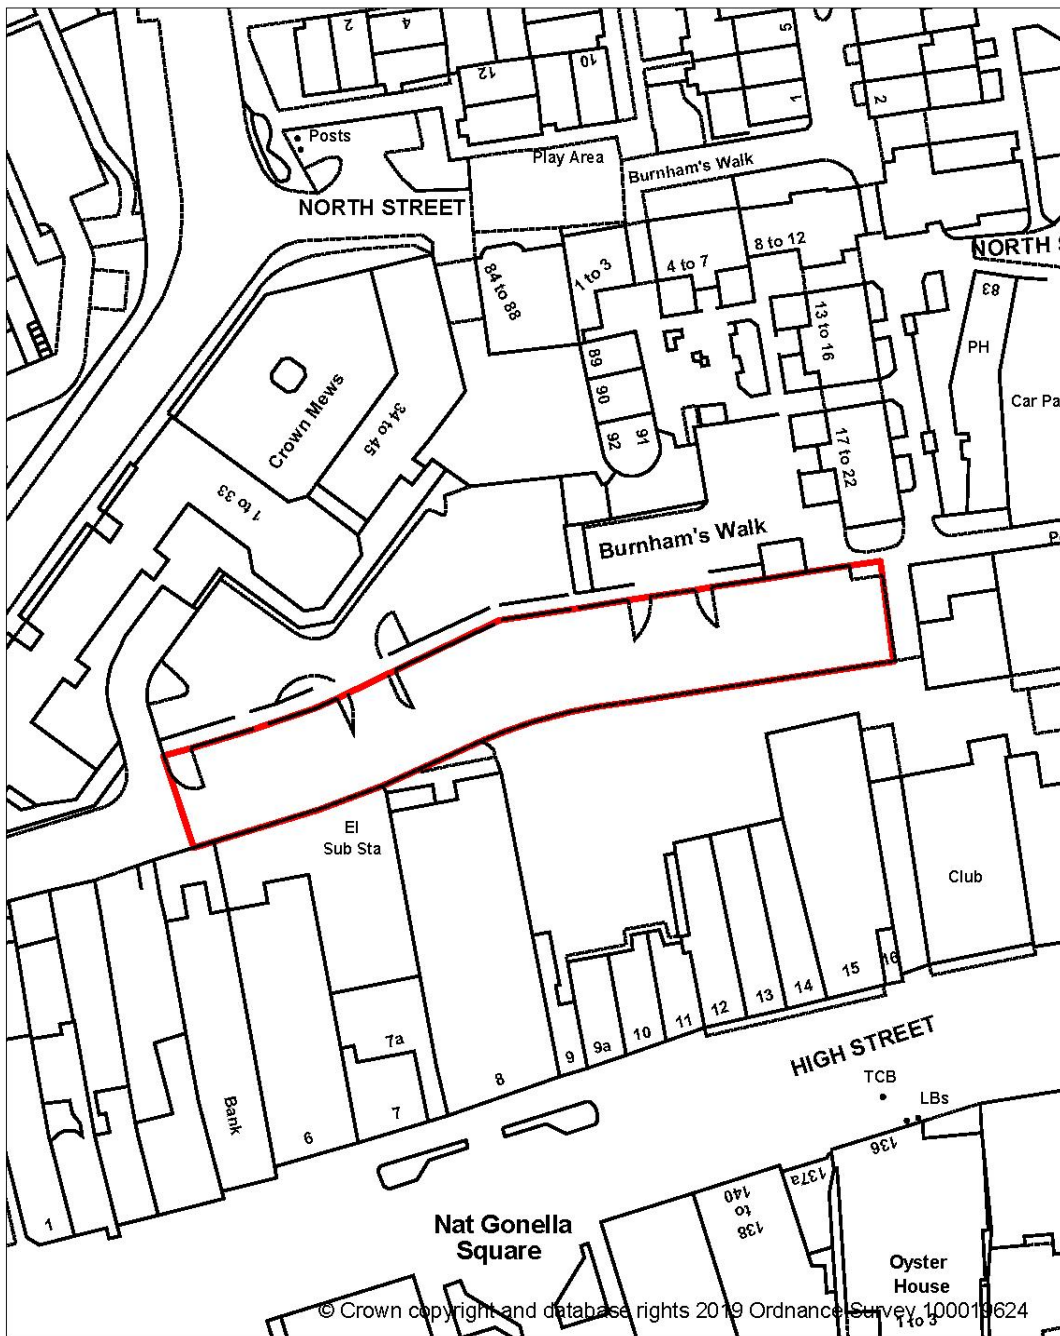 2
4
5
12
10
1
2
Posts
Play Area
Burnham's Walk
NORTH STREET
8 to 12
NORTH S
4 to 7
1 to 3
84 to 88
83
13 to 16
PH
89
Crown Mews
90
34 to 45
Car Pa
92
91
17 to 22
1 to 33
Burnham's Walk
El
Sub Sta
Club
16
15
14
13
12
11
10
9a
9
7a
HIGH STREET
8
TCB
LBs
7
Bank
6
136
137a
1
138
to
140
Nat Gonella
Square
Oyster
House
1 to 3
© Crown copyright and database rights 2019 Ordnance Survey 100019624